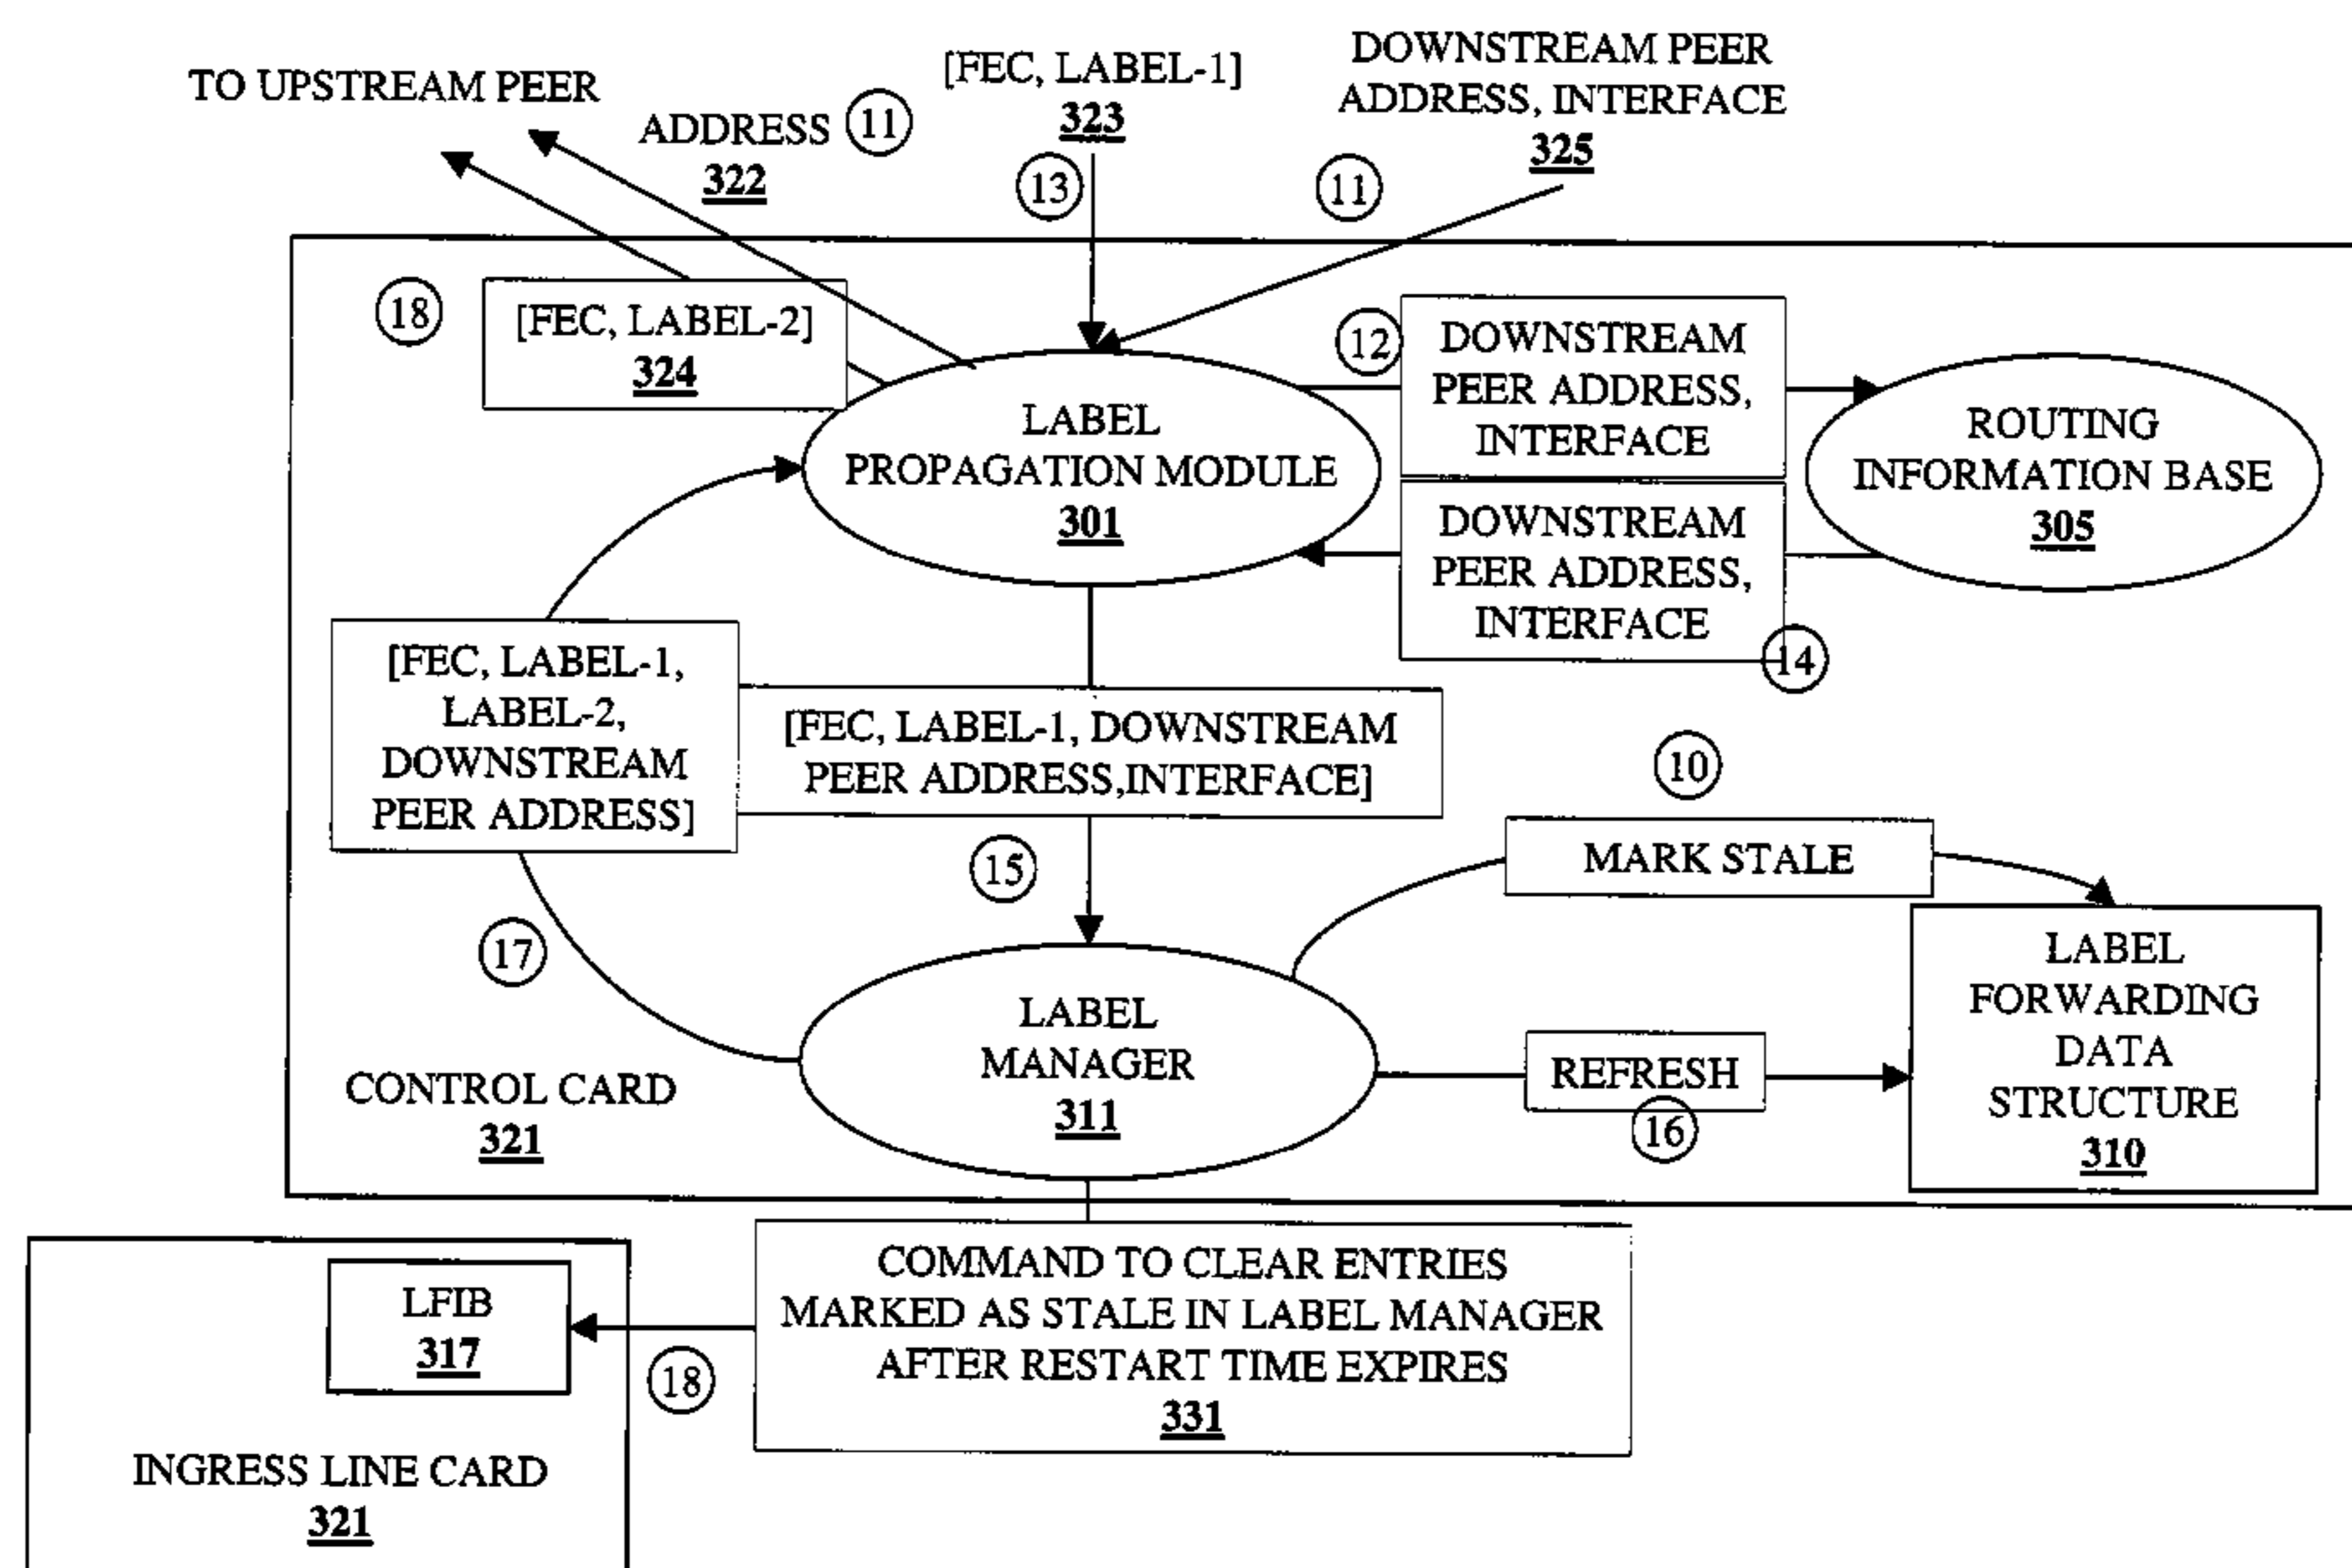 TO UPSTREAM PEER
ADDRESS
322
11
[FEC, LABEL-1]
323
13
DOWNSTREAM PEER
ADDRESS, INTERFACE
325
11
18
[FEC, LABEL-2]
324
12
DOWNSTREAM
PEER ADDRESS,
INTERFACE
LABEL
PROPAGATION MODULE
301
ROUTING
INFORMATION BASE
305
DOWNSTREAM
PEER ADDRESS,
INTERFACE
14
[FEC, LABEL-1,
LABEL-2,
DOWNSTREAM
PEER ADDRESS]
[FEC, LABEL-1, DOWNSTREAM
PEER ADDRESS,INTERFACE]
10
MARK STALE
15
17
LABEL
MANAGER
311
REFRESH
16
LABEL
FORWARDING
DATA
STRUCTURE
310
CONTROL CARD
321
LFIB
317
18
COMMAND TO CLEAR ENTRIES
MARKED AS STALE IN LABEL MANAGER
AFTER RESTART TIME EXPIRES
331
INGRESS LINE CARD
321